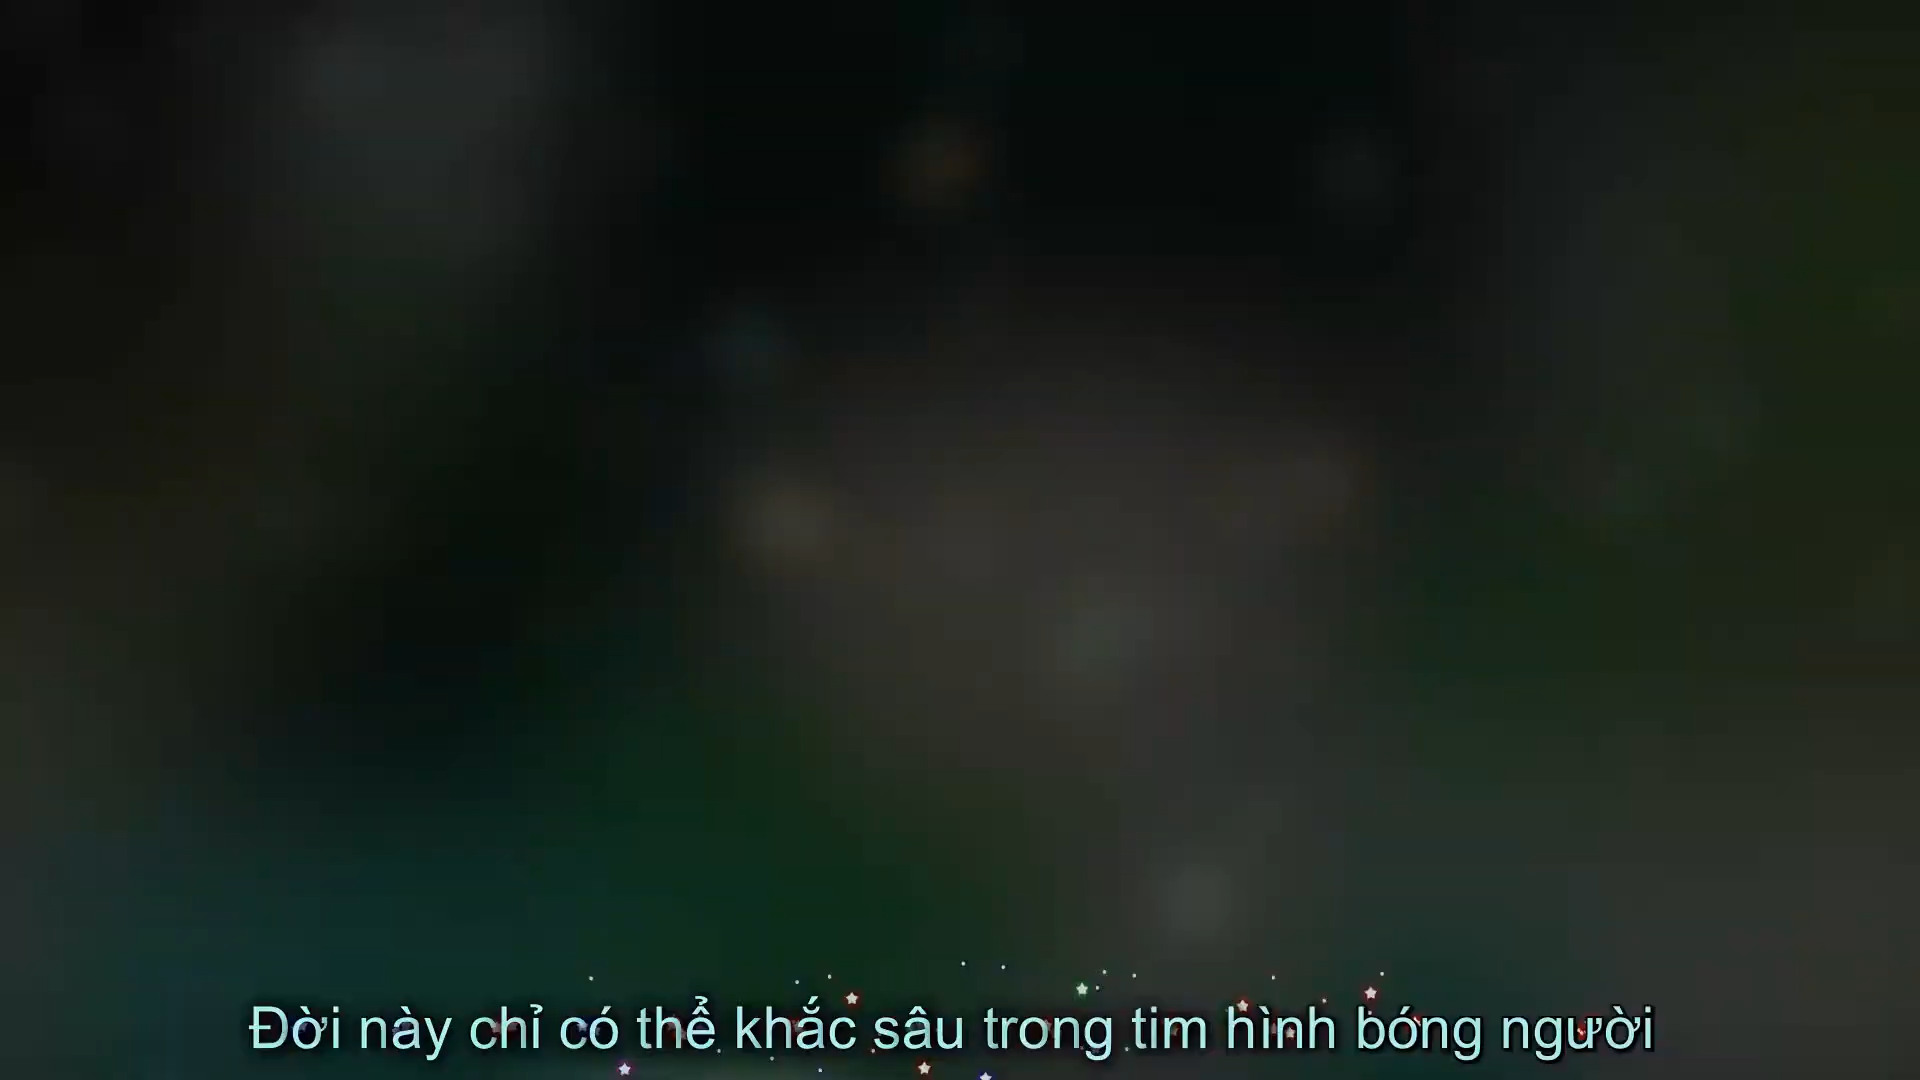 Đời này chỉ có thể khắc sâu trong tim hình bóng người